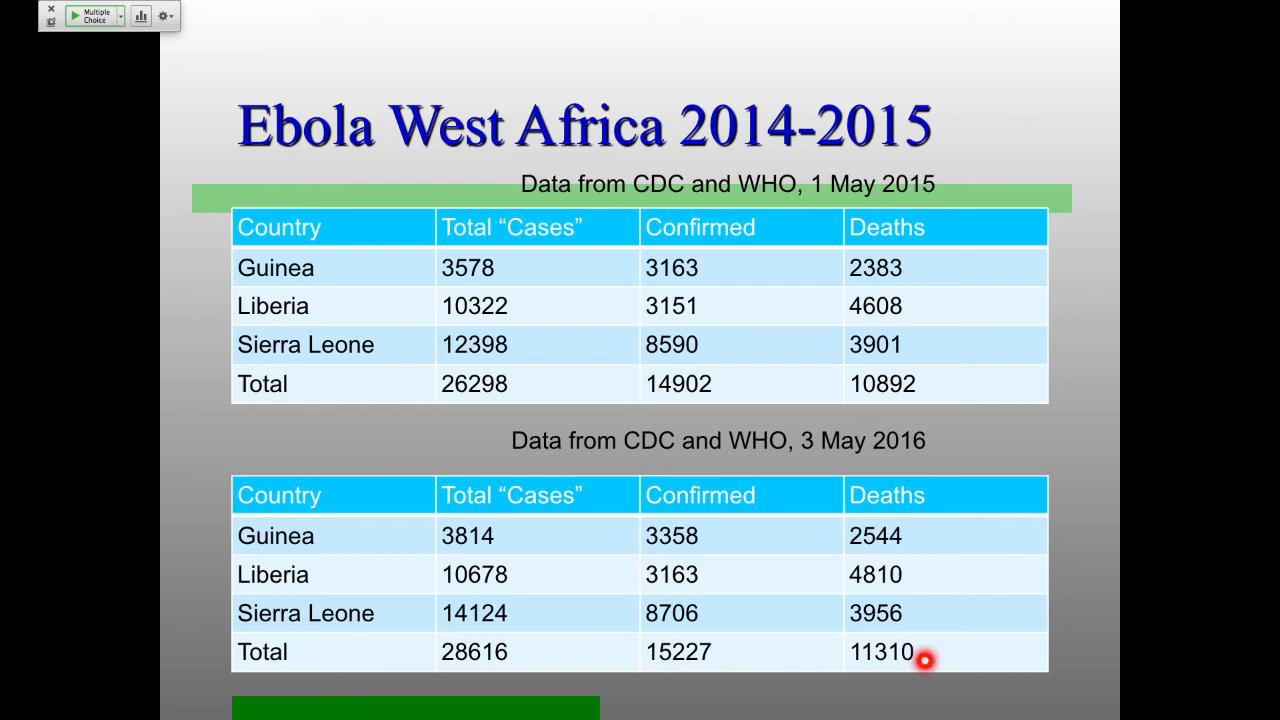 Multiple
Choice
Ebola West Africa 2014-2015
Data from CDC and WHO, 1 May 2015
Country Total “Cases” Confirmed Deaths
Guinea 3578 3163 2383
Liberia 10322 3151 4608
Sierra Leone 12398 8590 3901
Total 26298 14902 10892
Data from CDC and WHO, 3 May 2016
Country Total “Cases” Confirmed Deaths
Guinea 3814 3358 2544
Liberia 10678 3163 4810
Sierra Leone 14124 8706 3956
Total 28616 15227 11310